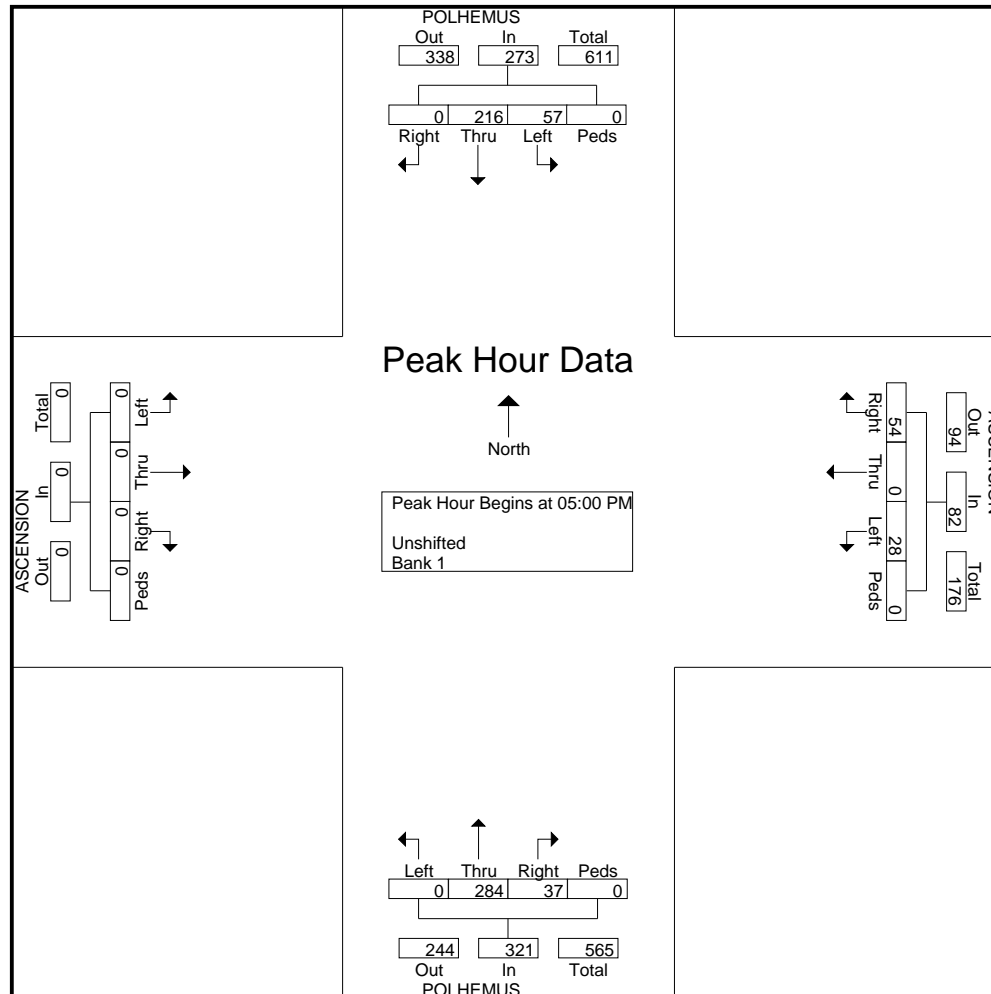 POLHEMUS
Out In Total
338 273 611
0 216 57 0
Right Thru Left Peds
Peak Hour Data
North
Peak Hour Begins at 05:00 PM
Unshifted
Bank 1
ASCENSION
Total In Out
0 0 0
0 0 0 0
Left Thru Right Peds
ASCENSION
Out In Total
94 82 176
54 0 28 0
Right Thru Left Peds
Left Thru Right Peds
0 284 37 0
244 321 565
Out In Total
POLHEMUS